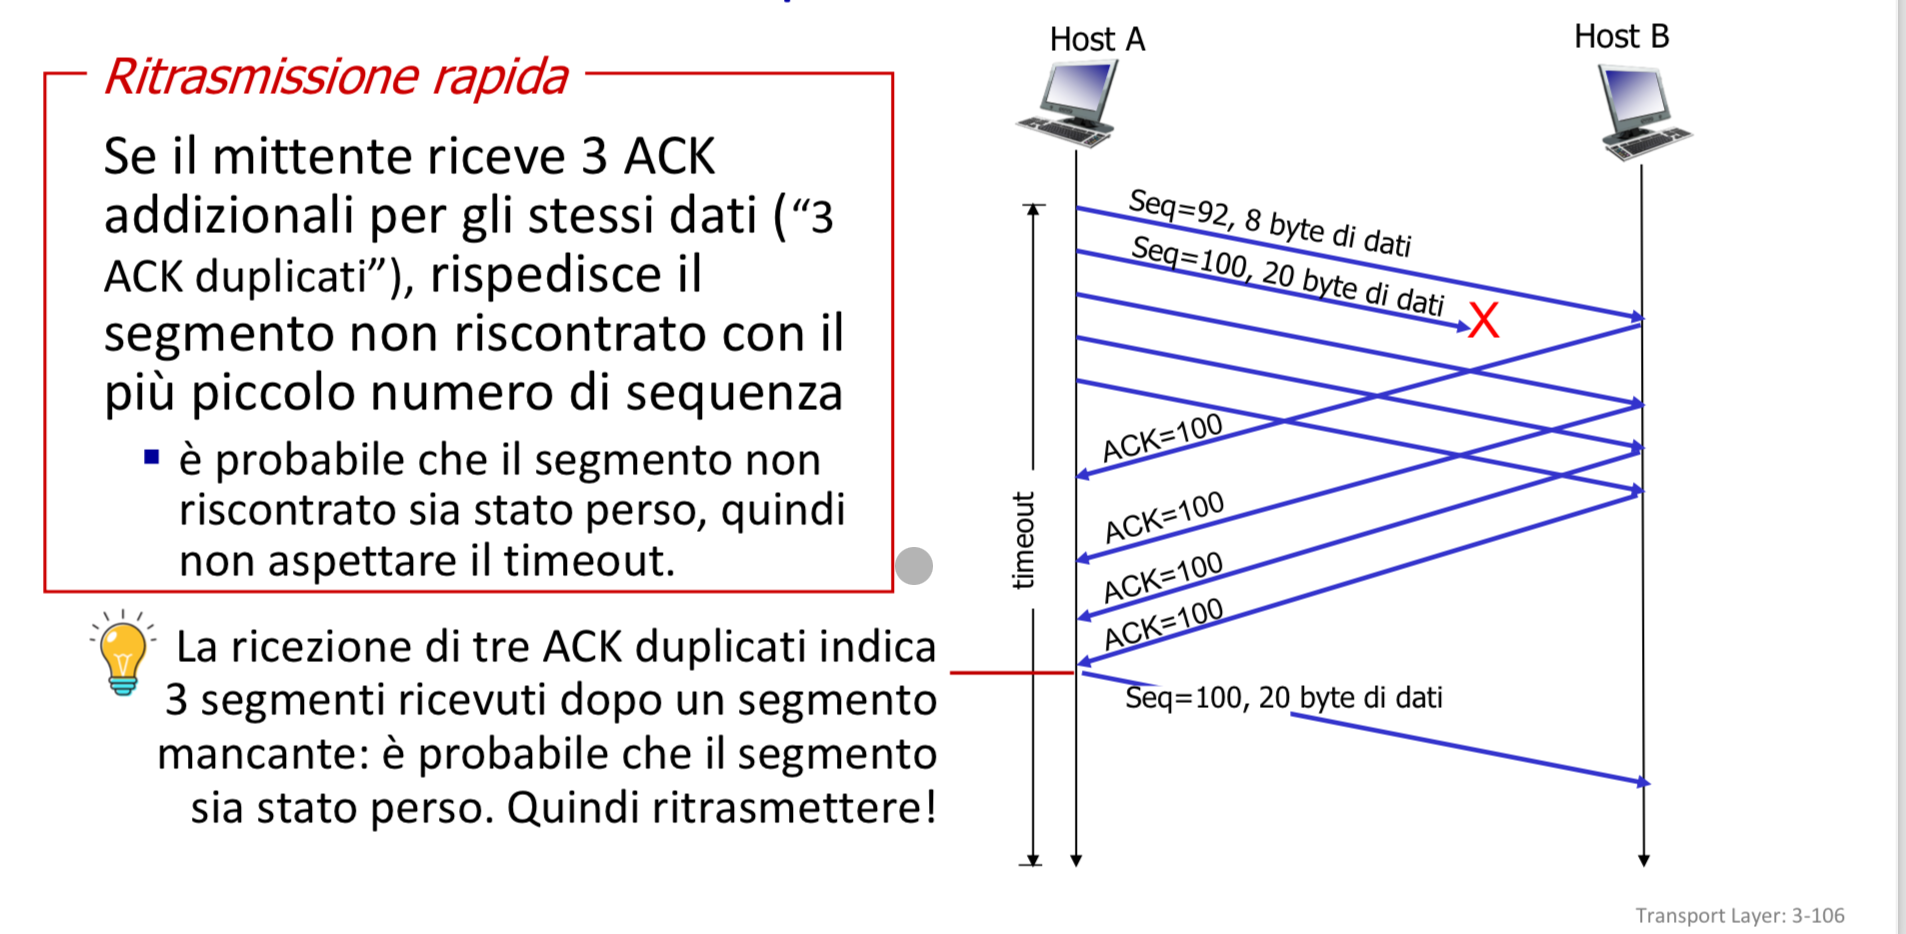 Ritrasmissione rapida
Se il mittente riceve 3 ACK
addizionali per gli stessi dati (“3
ACK duplicati”), rispedisce il
segmento non riscontrato con il
più piccolo numero di sequenza
▪ è probabile che il segmento non
riscontrato sia stato perso, quindi
non aspettare il timeout.
La ricezione di tre ACK duplicati indica
3 segmenti ricevuti dopo un segmento
mancante: è probabile che il segmento
sia stato perso. Quindi ritrasmettere!
Host A
Host B
Seq=92, 8 byte di dati
Seq=100, 20 byte di dati
X
ACK=100
timeout
ACK=100
ACK=100
ACK=100
Seq=100, 20 byte di dati
Transport Layer: 3-106